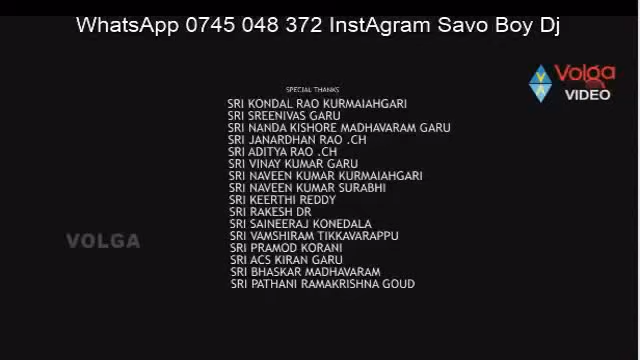 WhatsApp 0745 048 372 InstAgram Savo Boy Dj
Volga
VIDEO
SPECIAL THANKS
SRI KONDAL RAO KURMAIAHGARI
SRI SREENIVAS GARU
SRI NANDA KISHORE MADHAVARAM GARU
SRI JANARDHAN RAO .CH
SRI ADITYA RAO .CH
SRI VINAY KUMAR GARU
SRI NAVEEN KUMAR KURMAIAHGARI
SRI NAVEEN KUMAR SURABHI
SRI KEERTHI REDDY
SRI RAKESH DR
SRI SAINEERAJ KONEDALA
SRI VAMSHIRAM TIKKAVARAPPU
SRI PRAMOD KORANI
SRI ACS KIRAN GARU
SRI BHASKAR MADHAVARAM
SRI PATHANI RAMAKRISHNA GOUD
VOLGA